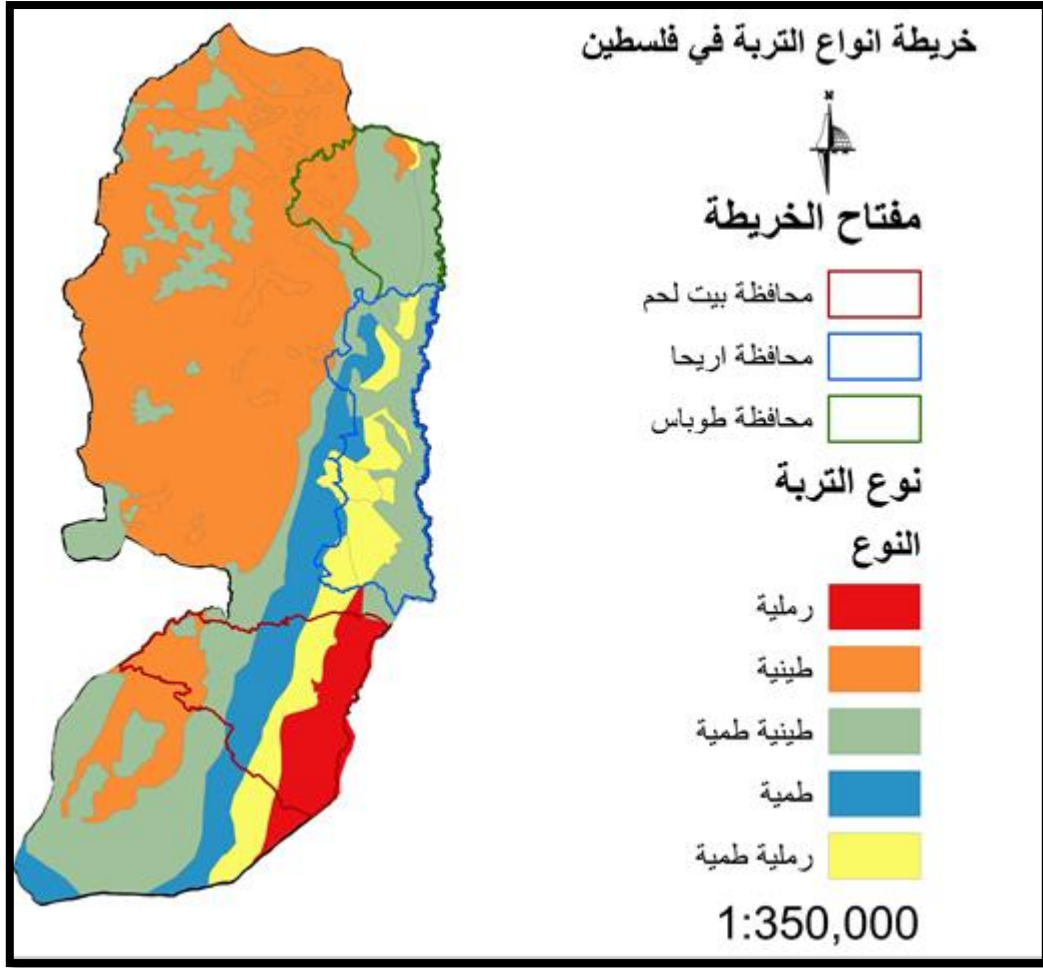 خريطة انواع التربة في فلسطين
N
مفتاح الخريطة
محافظة بيت لحم
محافظة اريحا
محافظة طوباس
نوع التربة
النوع
رملية
طينية
طينية طمية
طمية
رملية طمية
1:350,000